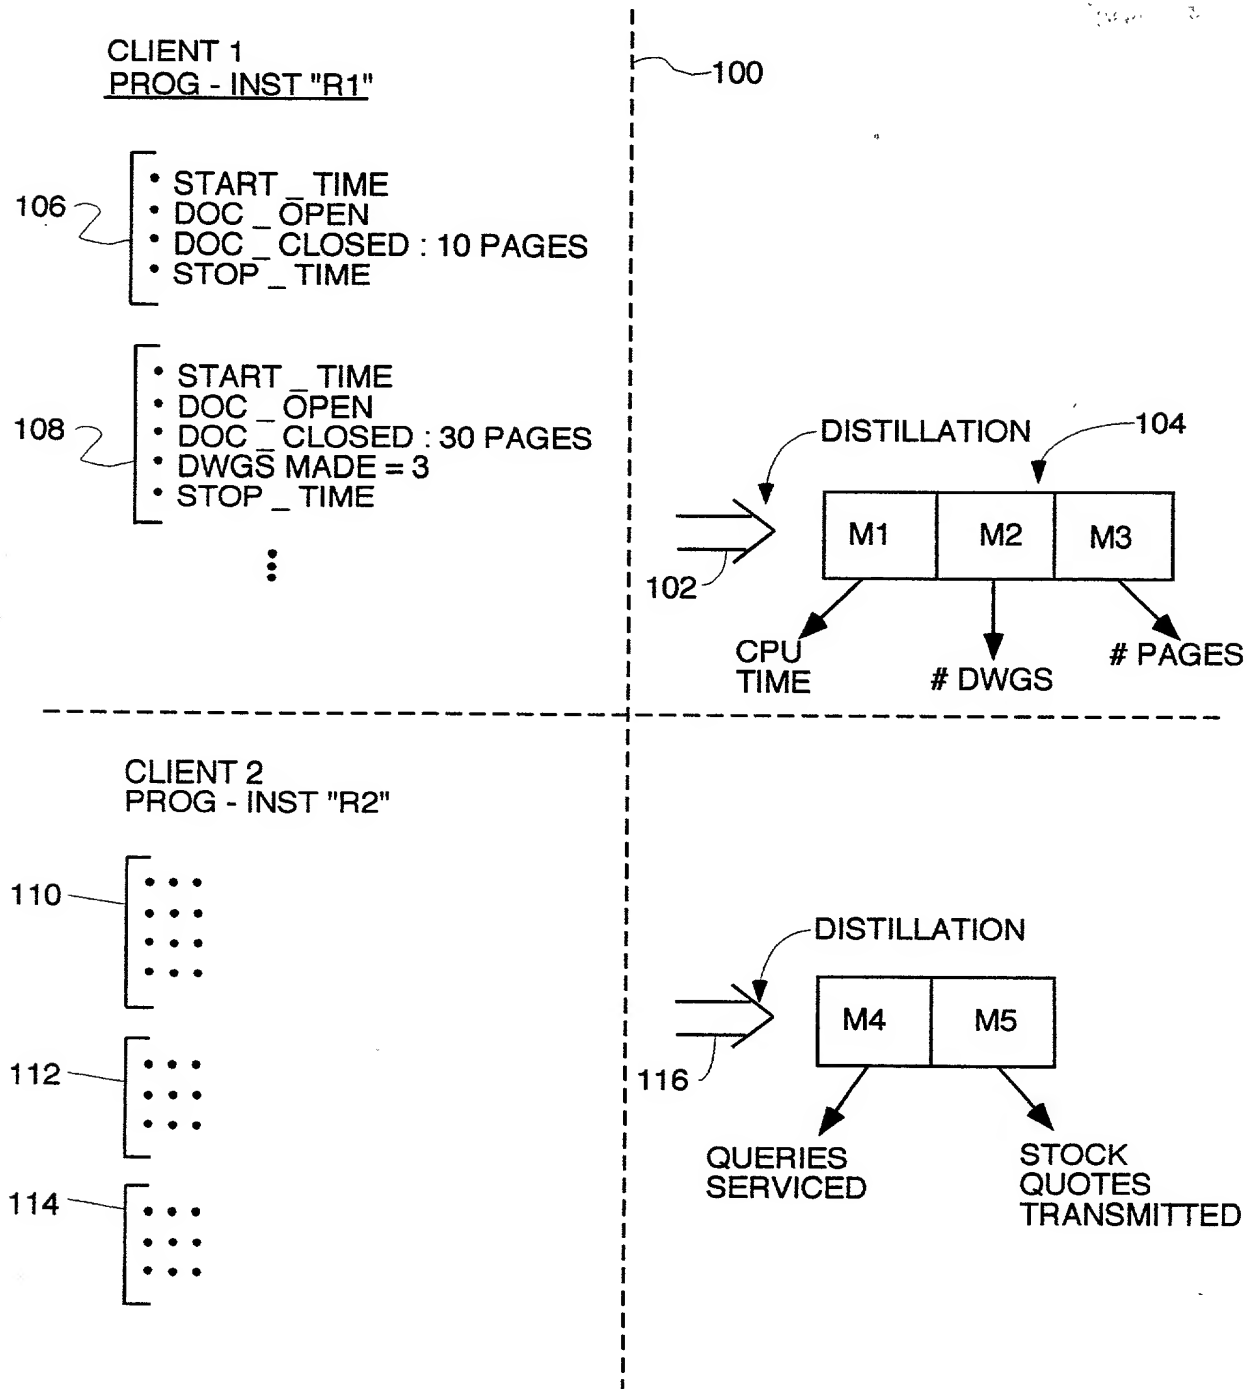 CLIENT 1
PROG - INST "R1"
100
106
• START _ TIME
• DOC _ OPEN
• DOC _ CLOSED : 10 PAGES
• STOP _ TIME
108
• START _ TIME
• DOC _ OPEN
• DOC _ CLOSED : 30 PAGES
• DWGS MADE = 3
• STOP _ TIME
DISTILLATION
104
102
M1 M2 M3
CPU
TIME
# DWGS
# PAGES
CLIENT 2
PROG - INST "R2"
110
112
114
DISTILLATION
116
M4 M5
QUERIES
SERVICED
STOCK
QUOTES
TRANSMITTED